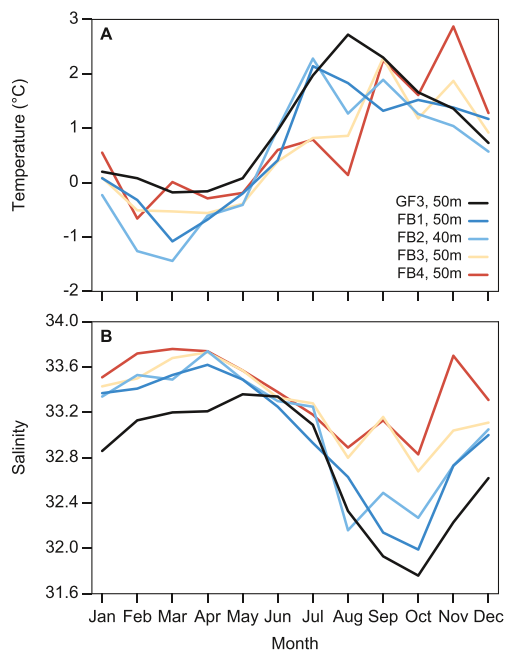 A
3
2
1
0
-1
-2
Temperature (°C)
GF3, 50m
FB1, 50m
FB2, 40m
FB3, 50m
FB4, 50m
B
34.0
33.6
33.2
32.8
32.4
32.0
31.6
Salinity
Jan Feb Mar Apr May Jun Jul Aug Sep Oct Nov Dec
Month